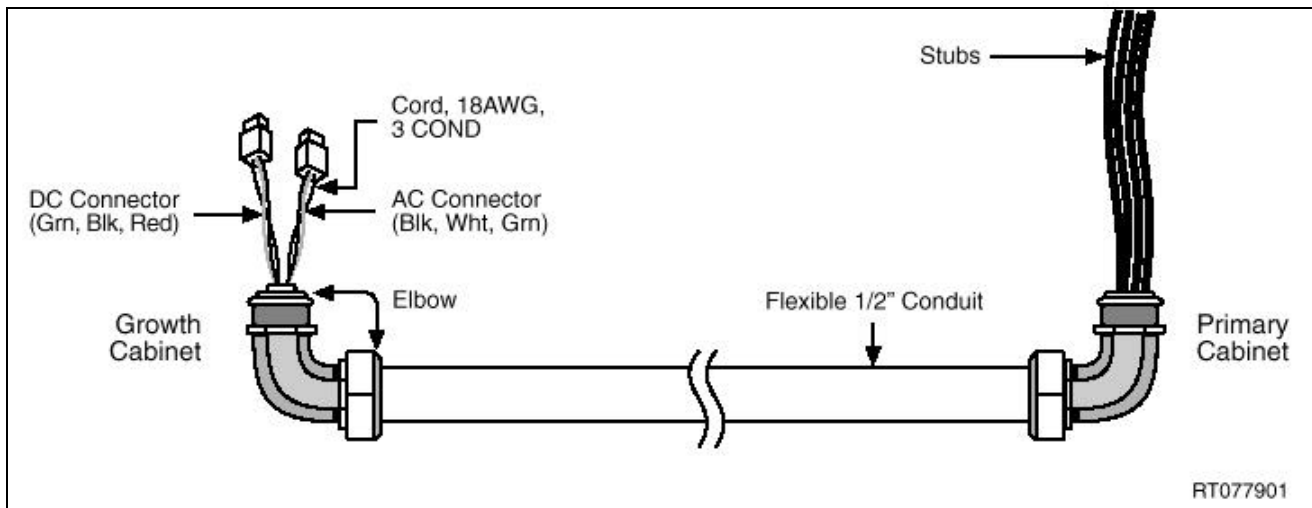 Stubs
Cord, 18AWG,
3 COND
DC Connector
(Grn, Blk, Red)
AC Connector
(Blk, Wht, Grn)
Elbow
Flexible 1/2" Conduit
Growth
Cabinet
Primary
Cabinet
RT077901